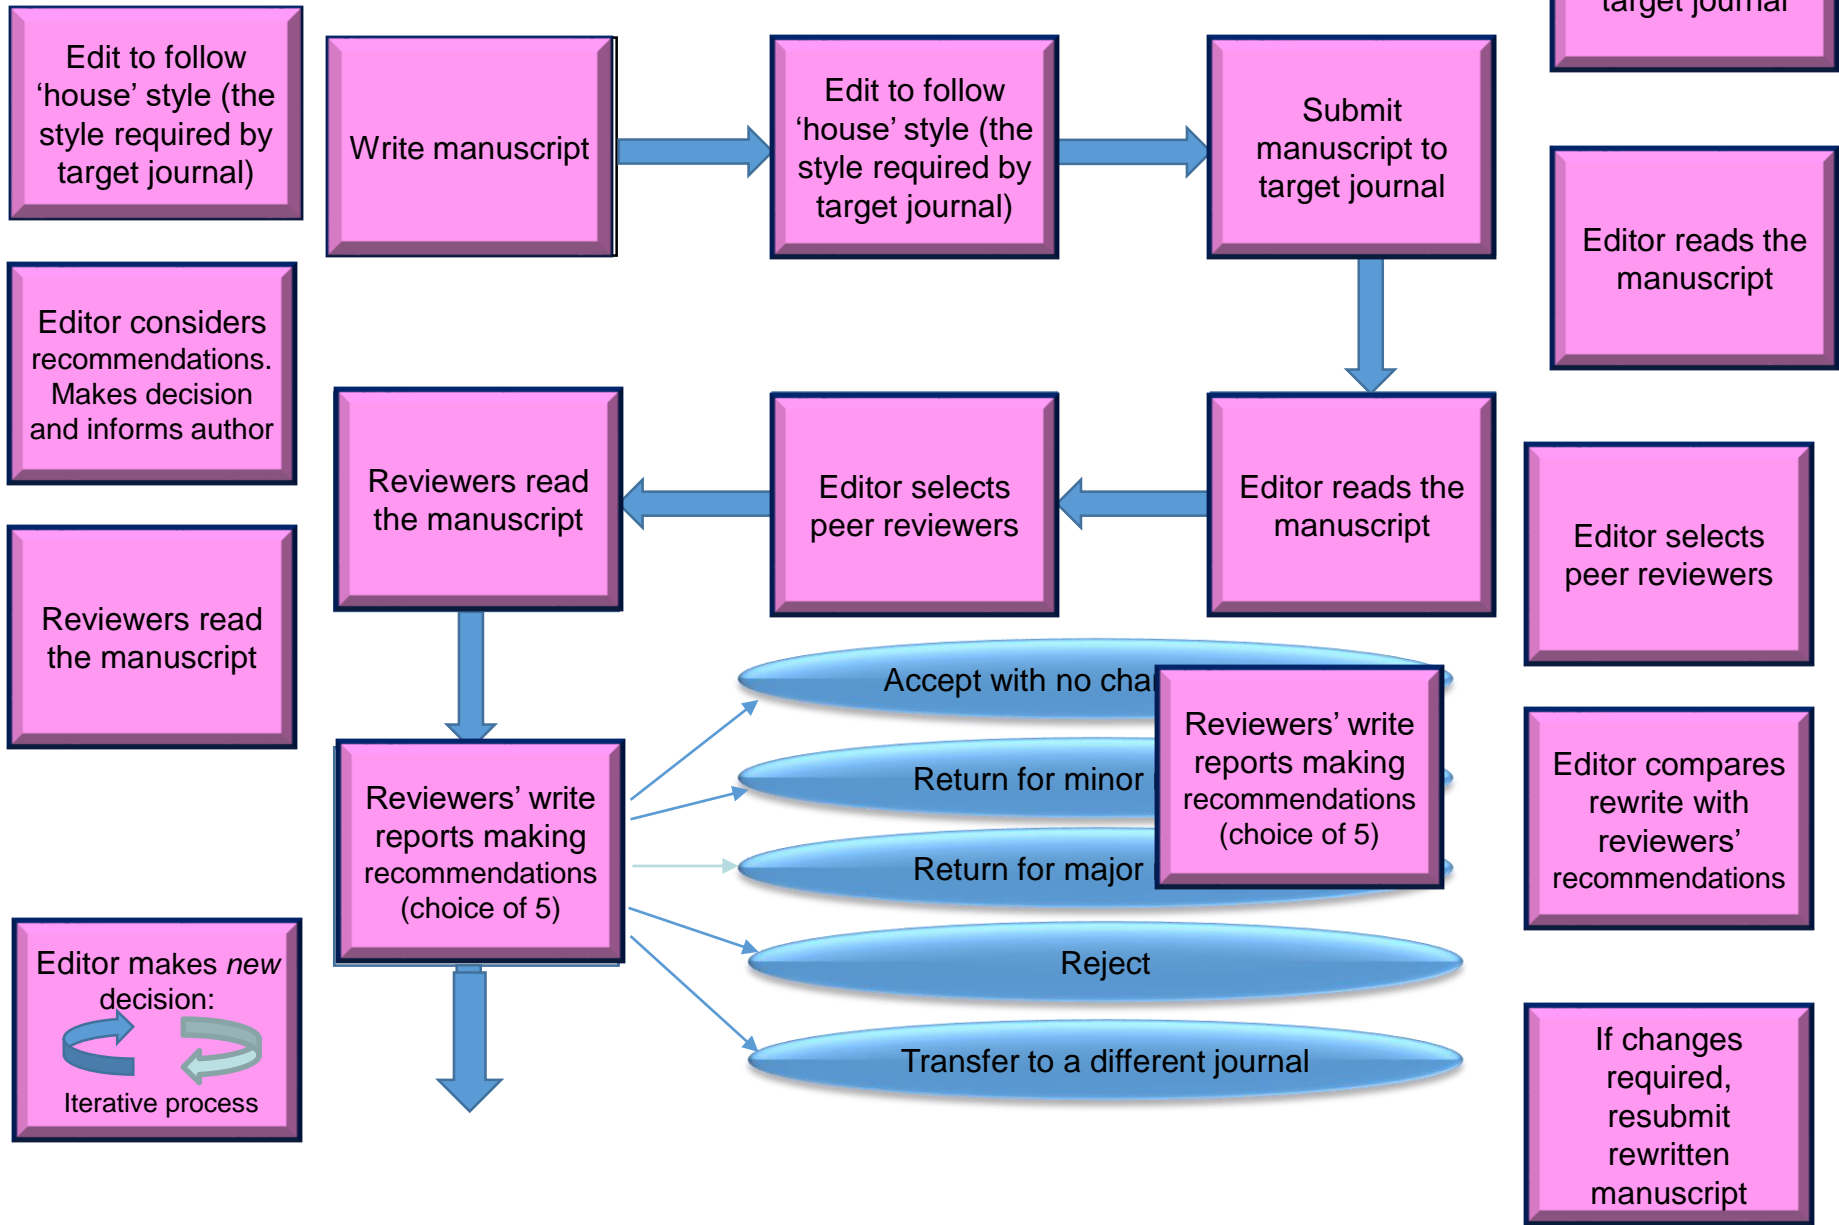 target journal
Edit to follow
‘house’ style (the
style required by
target journal)
Write manuscript
Edit to follow
‘house’ style (the
style required by
target journal)
Submit
manuscript to
target journal
Editor reads the
manuscript
Editor considers
recommendations.
Makes decision
and informs author
Reviewers read
the manuscript
Editor selects
peer reviewers
Editor reads the
manuscript
Editor selects
peer reviewers
Reviewers read
the manuscript
Accept with no
Return for minor
Return for major
Reject
Transfer to a different journal
Reviewers’ write
reports making
recommendations
(choice of 5)
Reviewers’ write
reports making
recommendations
(choice of 5)
Editor compares
rewrite with
reviewers’
recommendations
Editor makes new
decision:
Iterative process
If changes
required,
resubmit
rewritten
manuscript